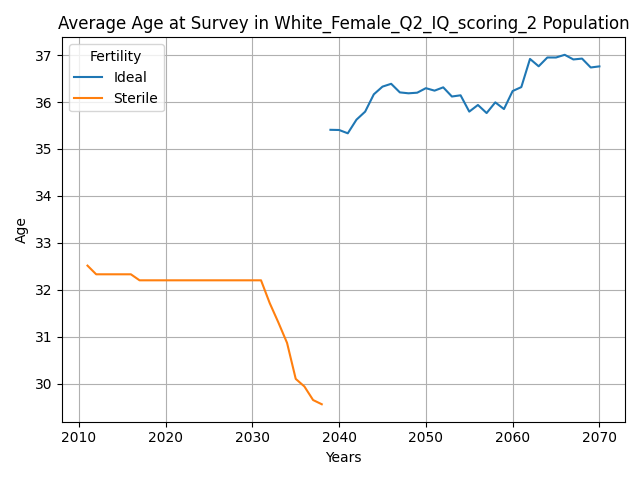 Average Age at Survey in White_Female_Q2_IQ_scoring_2 Population
Fertility
Ideal
Sterile
Age
37
36
35
34
33
32
31
30
2010 2020 2030 2040 2050 2060 2070
Years